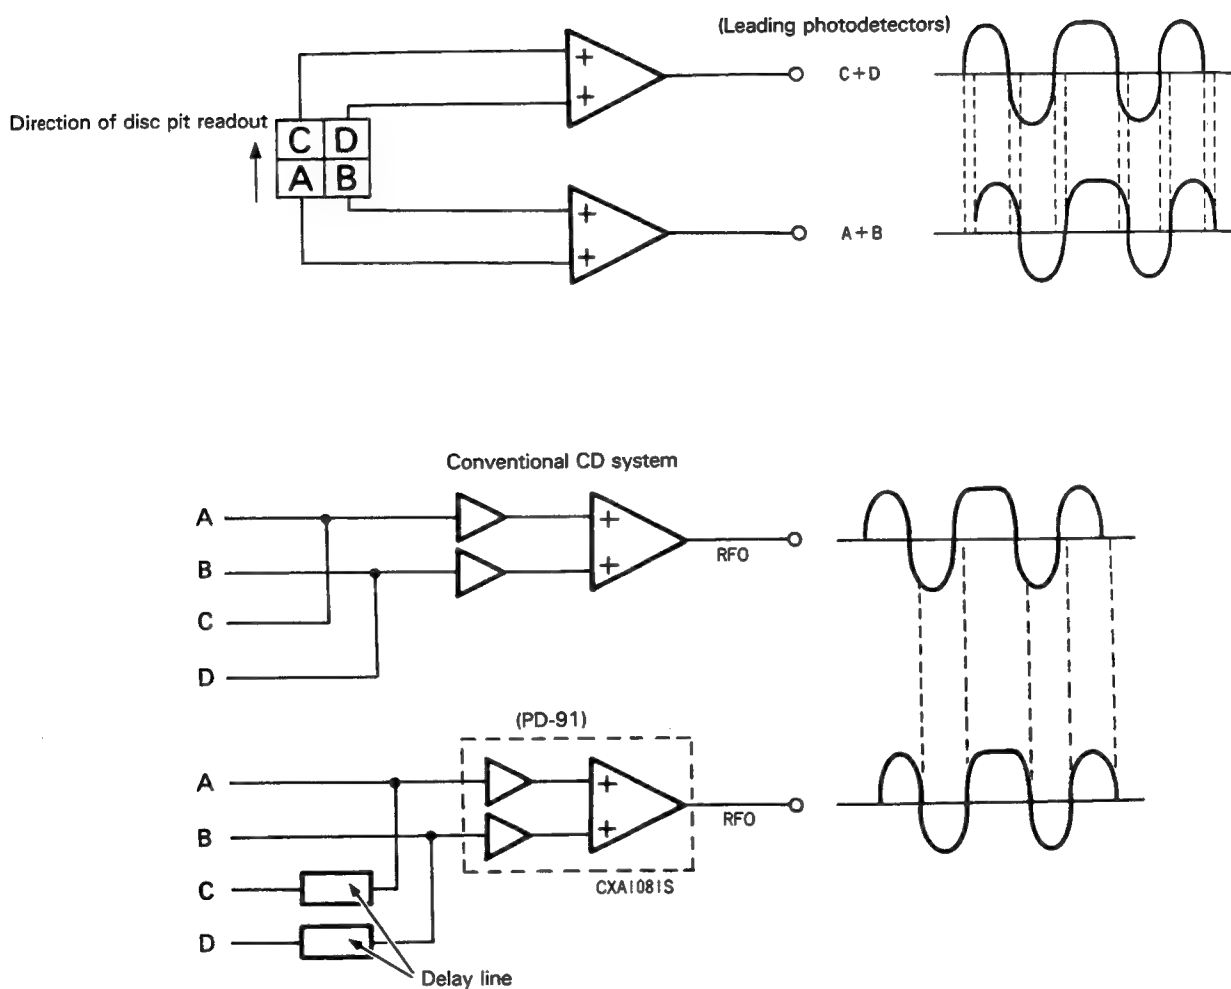 (Leading photodetectors)
+
+
C+D
Direction of disc pit readout
C D
A B
+
+
A+B
Conventional CD system
A
B
C
D
+
+
RFO
(PD-91)
A
B
C
D
+
+
RFO
CXA1081S
Delay line